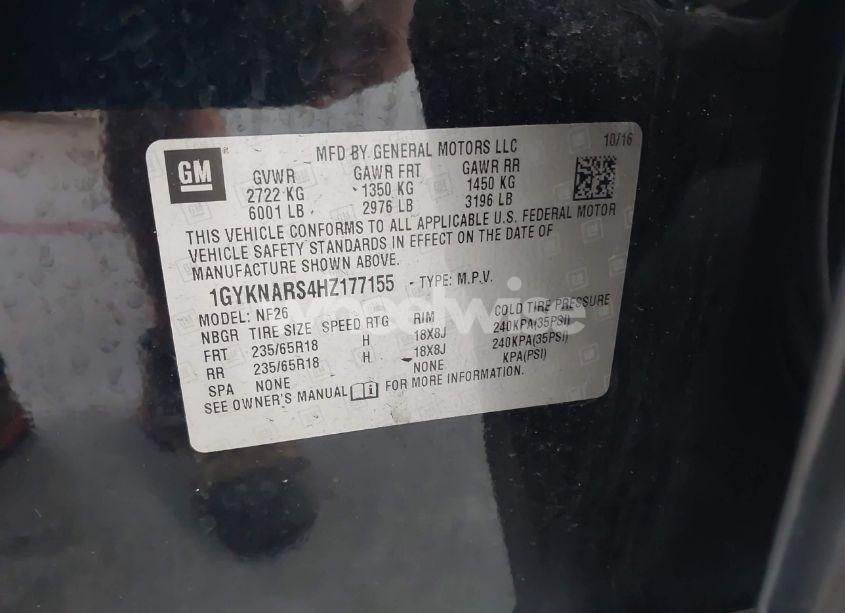 GM
MFD BY GENERAL MOTORS LLC 10/16
GVWR GAWR FRT GAWR RR
2722 KG 1350 KG 1450 KG
6001 LB 2976 LB 3196 LB
THIS VEHICLE CONFORMS TO ALL APPLICABLE U.S. FEDERAL MOTOR
VEHICLE SAFETY STANDARDS IN EFFECT ON THE DATE OF
MANUFACTURE SHOWN ABOVE.
1GYKNARS4HZ177155 - TYPE: M.P.V.
MODEL: NF26
NBGR TIRE SIZE SPEED RTG RIM COLD TIRE PRESSURE
FRT 235/65R18 H 18X8J 240KPA(35PSI)
RR 235/65R18 H 18X8J 240KPA(35PSI)
SPA NONE NONE KPA(PSI)
SEE OWNER'S MANUAL FOR MORE INFORMATION.